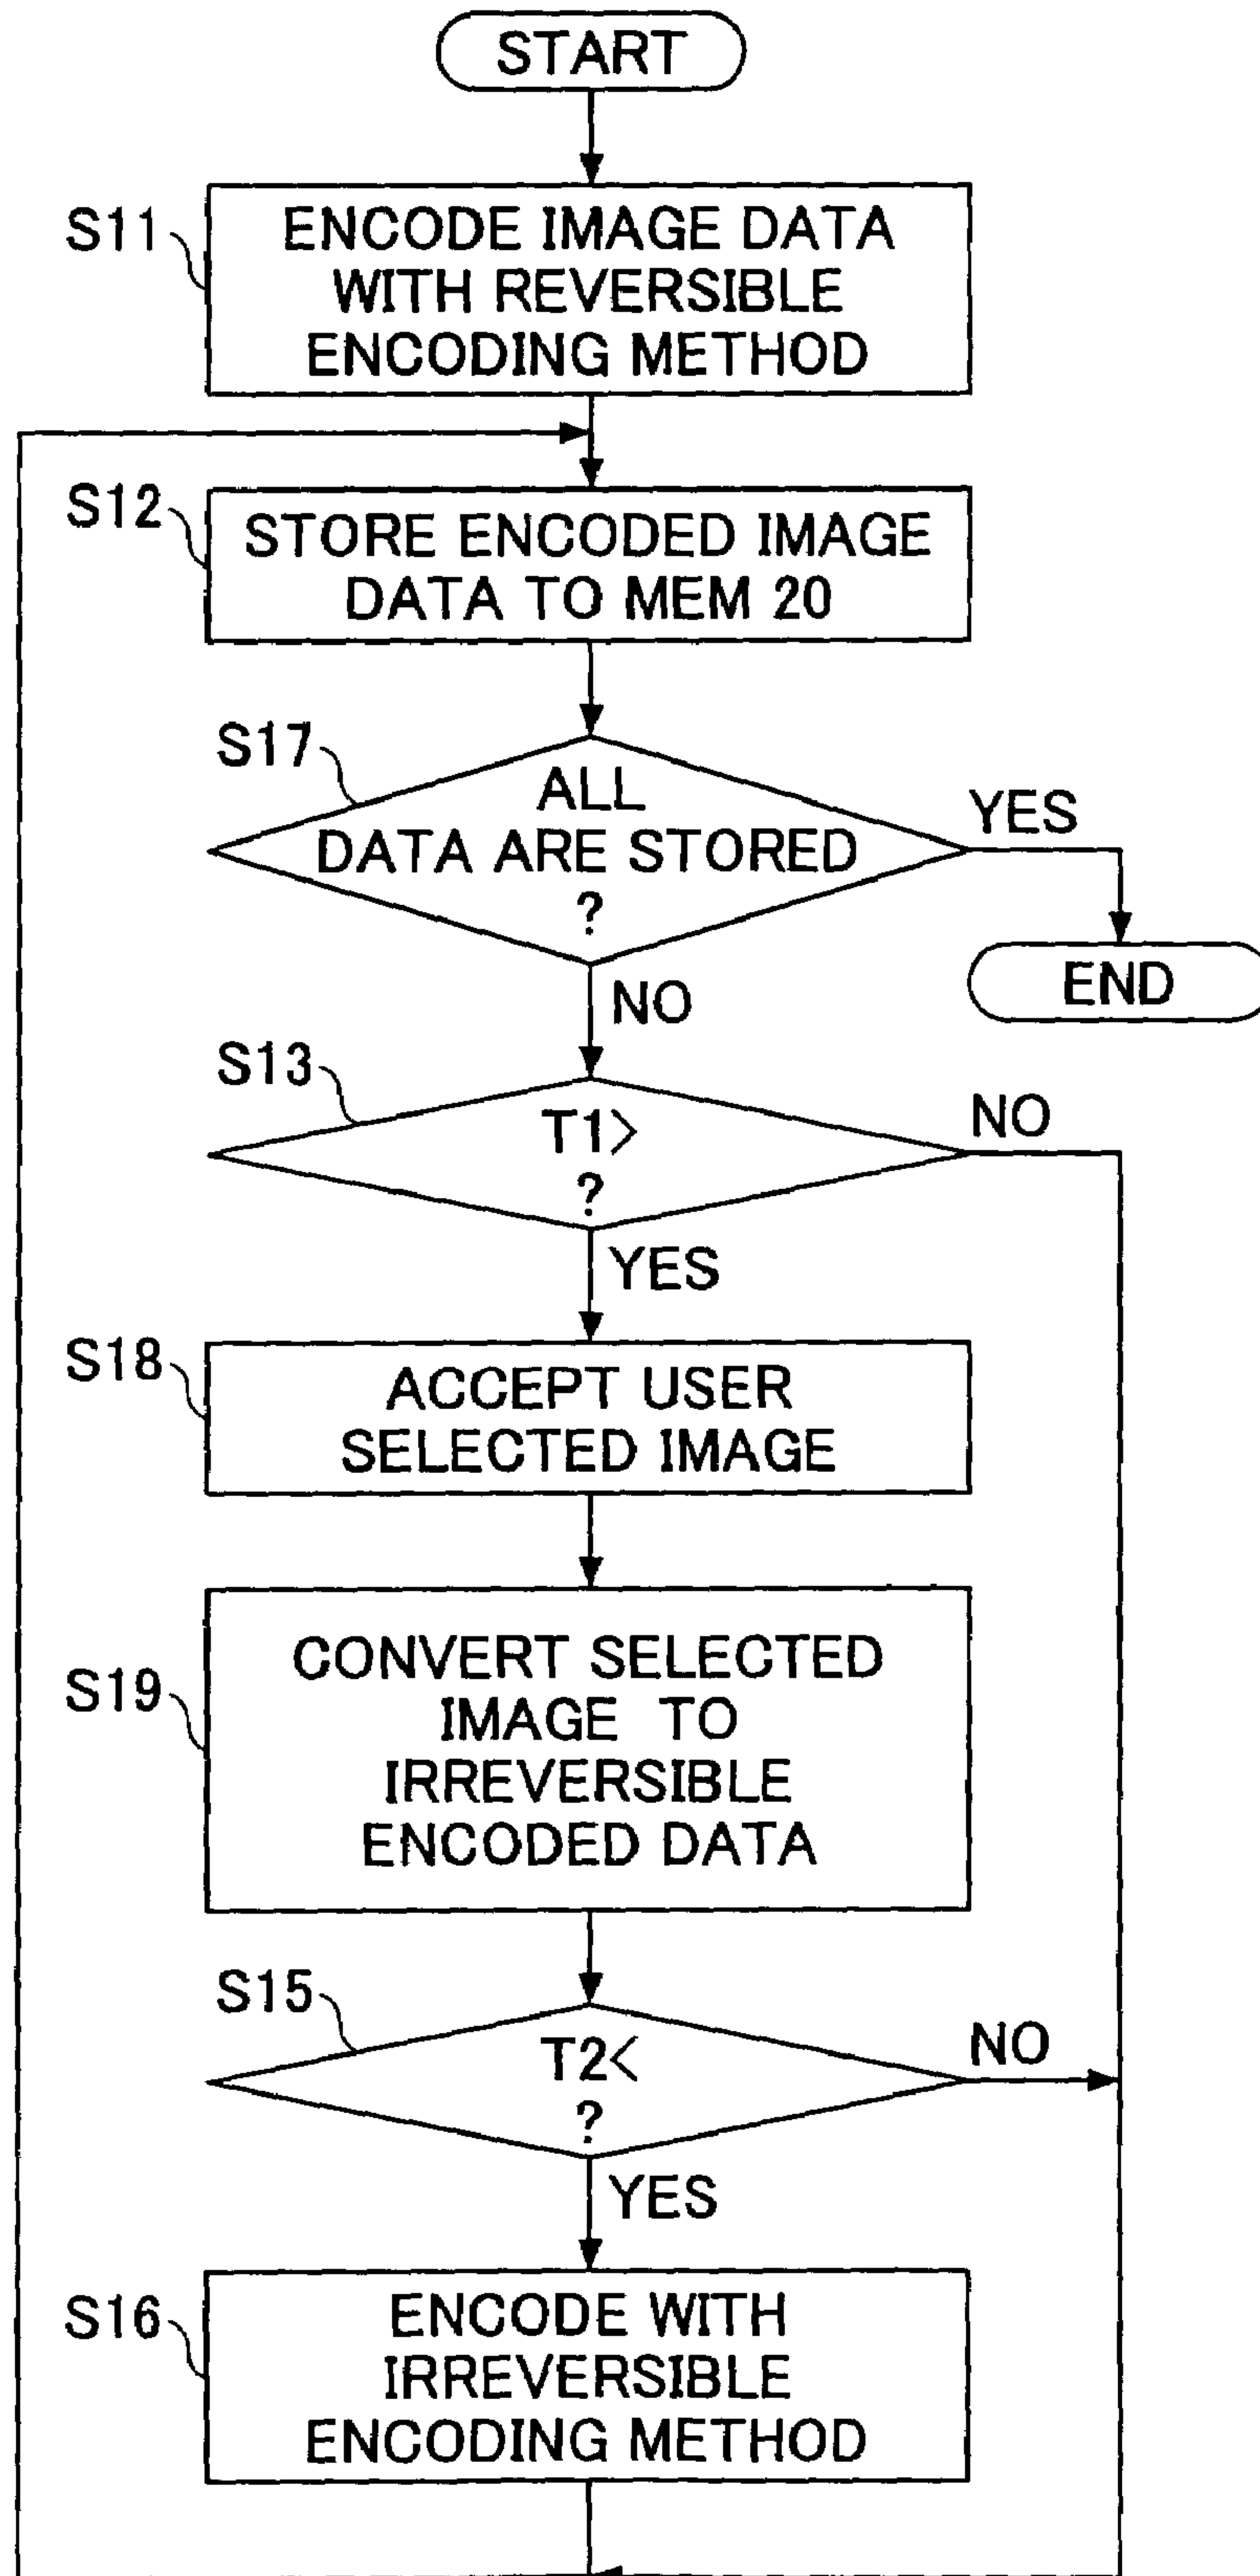 START
S11
ENCODE IMAGE DATA
WITH REVERSIBLE
ENCODING METHOD
S12
STORE ENCODED IMAGE
DATA TO MEM 20
S17
ALL
DATA ARE STORED
?
YES
END
NO
S13
T1>
?
NO
YES
S18
ACCEPT USER
SELECTED IMAGE
S19
CONVERT SELECTED
IMAGE TO
IRREVERSIBLE
ENCODED DATA
S15
T2<
?
NO
YES
S16
ENCODE WITH
IRREVERSIBLE
ENCODING METHOD